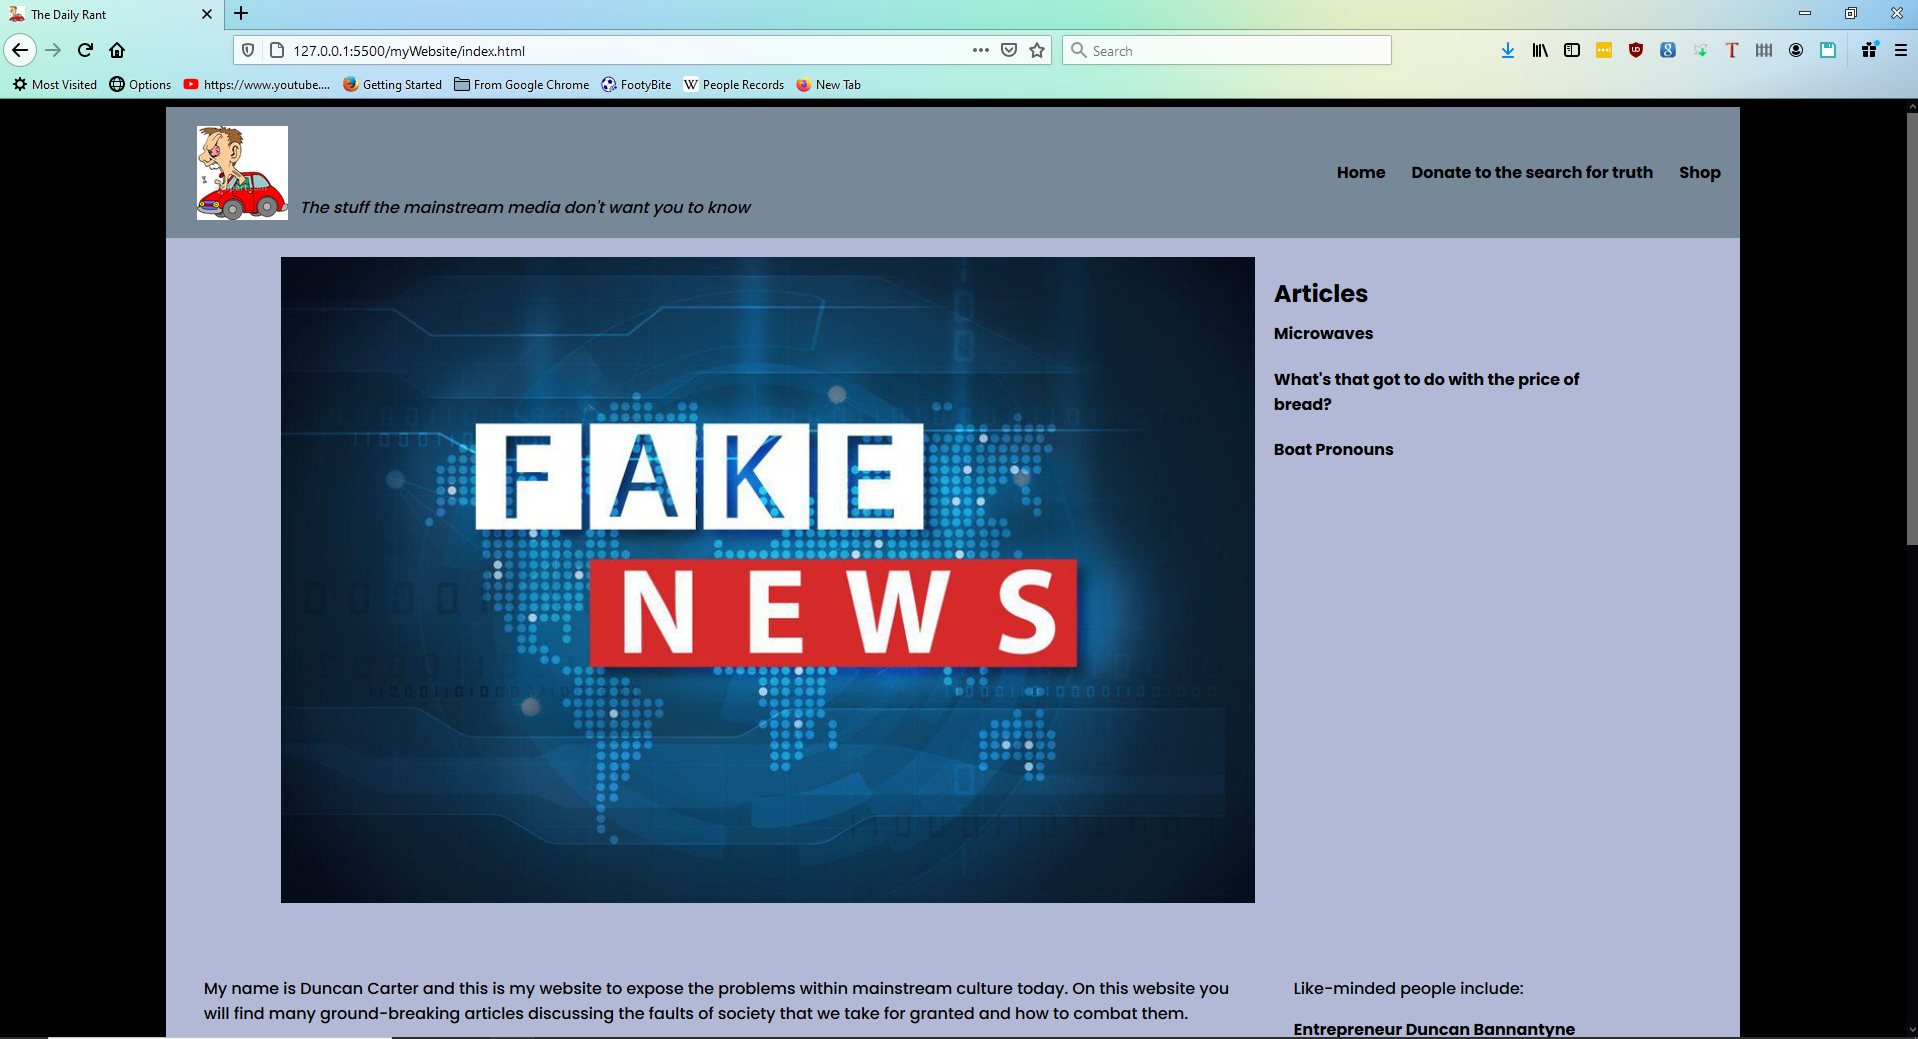 The Daily Rant
127.0.0.1:5500/myWebsite/index.html
Search
Most Visited
Options
https://www.youtube....
Getting Started
From Google Chrome
FootyBite
People Records
New Tab
The stuff the mainstream media don't want you to know
Home
Donate to the search for truth
Shop
FAKE
NEWS
Articles
Microwaves
What's that got to do with the price of
bread?
Boat Pronouns
My name is Duncan Carter and this is my website to expose the problems within mainstream culture today. On this website you
will find many ground-breaking articles discussing the faults of society that we take for granted and how to combat them.
Like-minded people include:
Entrepreneur Duncan Bannantyne